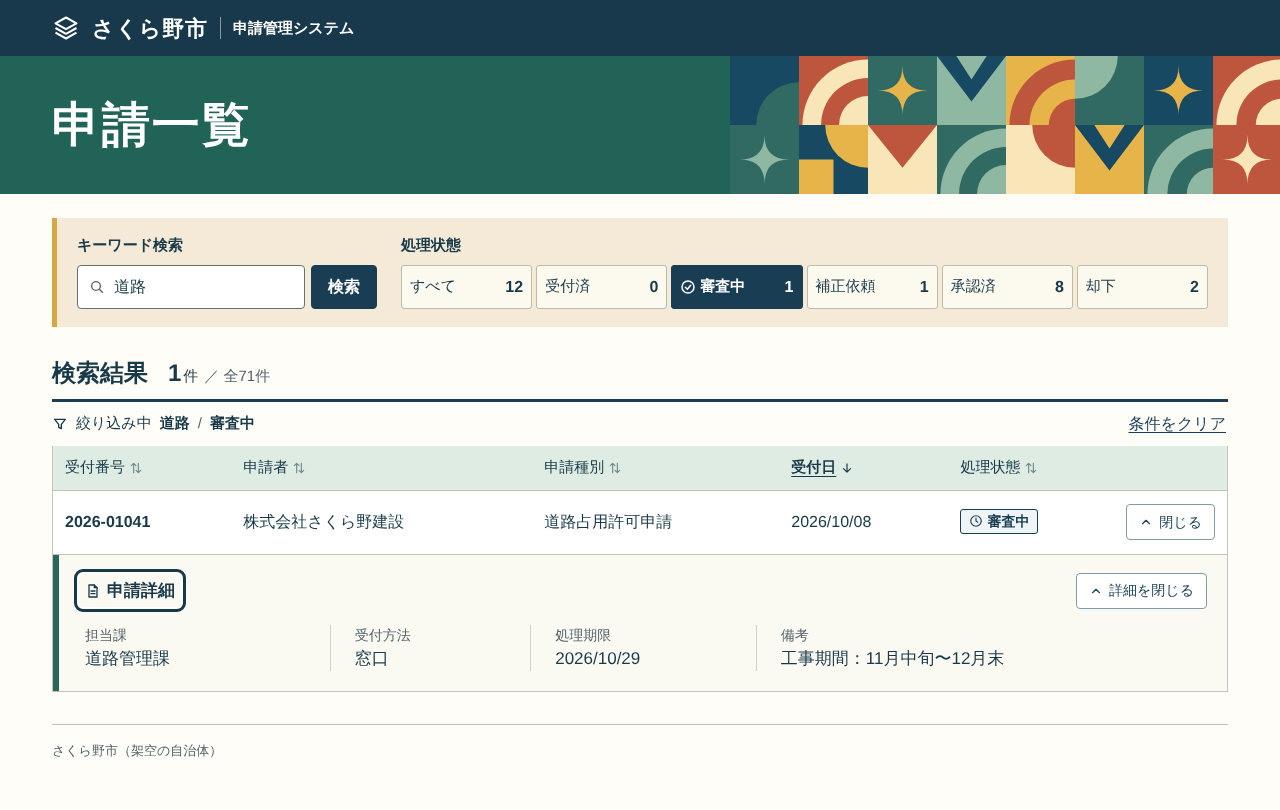 さくら野市 申請管理システム
申請一覧
キーワード検索
道路
検索
処理状態
すべて 12
受付済 0
審査中 1
補正依頼 1
承認済 8
却下 2
検索結果 1件 ／ 全71件
絞り込み中 道路 / 審査中
条件をクリア
受付番号 申請者 申請種別 受付日 処理状態
2026-01041 株式会社さくら野建設 道路占用許可申請 2026/10/08 審査中 閉じる
申請詳細
詳細を閉じる
担当課
道路管理課
受付方法
窓口
処理期限
2026/10/29
備考
工事期間：11月中旬〜12月末
さくら野市（架空の自治体）